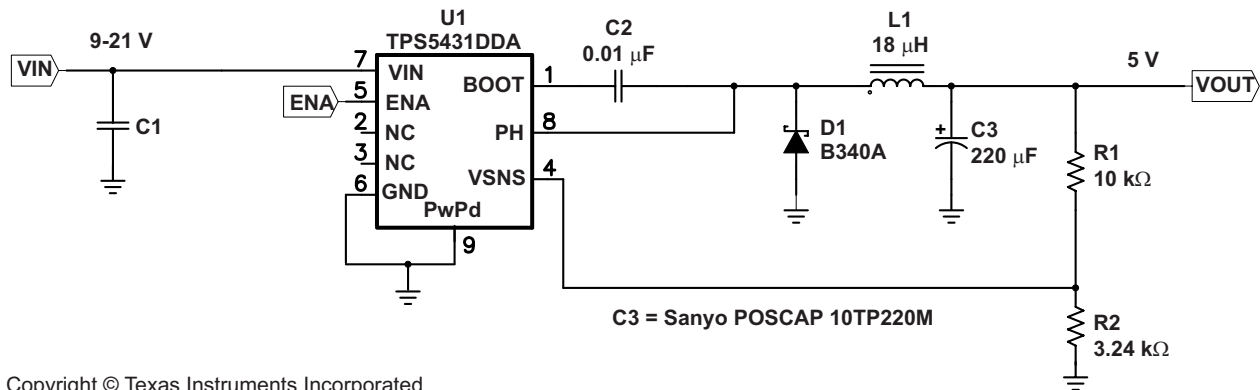 U1
TPS5431DDA
9-21 V
VIN
C1
ENA
7
5
2
3
6
VIN
ENA
NC
NC
GND
BOOT
PH
VSNS
PwPd
1
8
4
9
C2
0.01 μF
L1
18 μH
5 V
VOUT
D1
B340A
+
C3
220 μF
R1
10 kΩ
C3 = Sanyo POSCAP 10TP220M
R2
3.24 kΩ
Copyright © Texas Instruments Incorporated